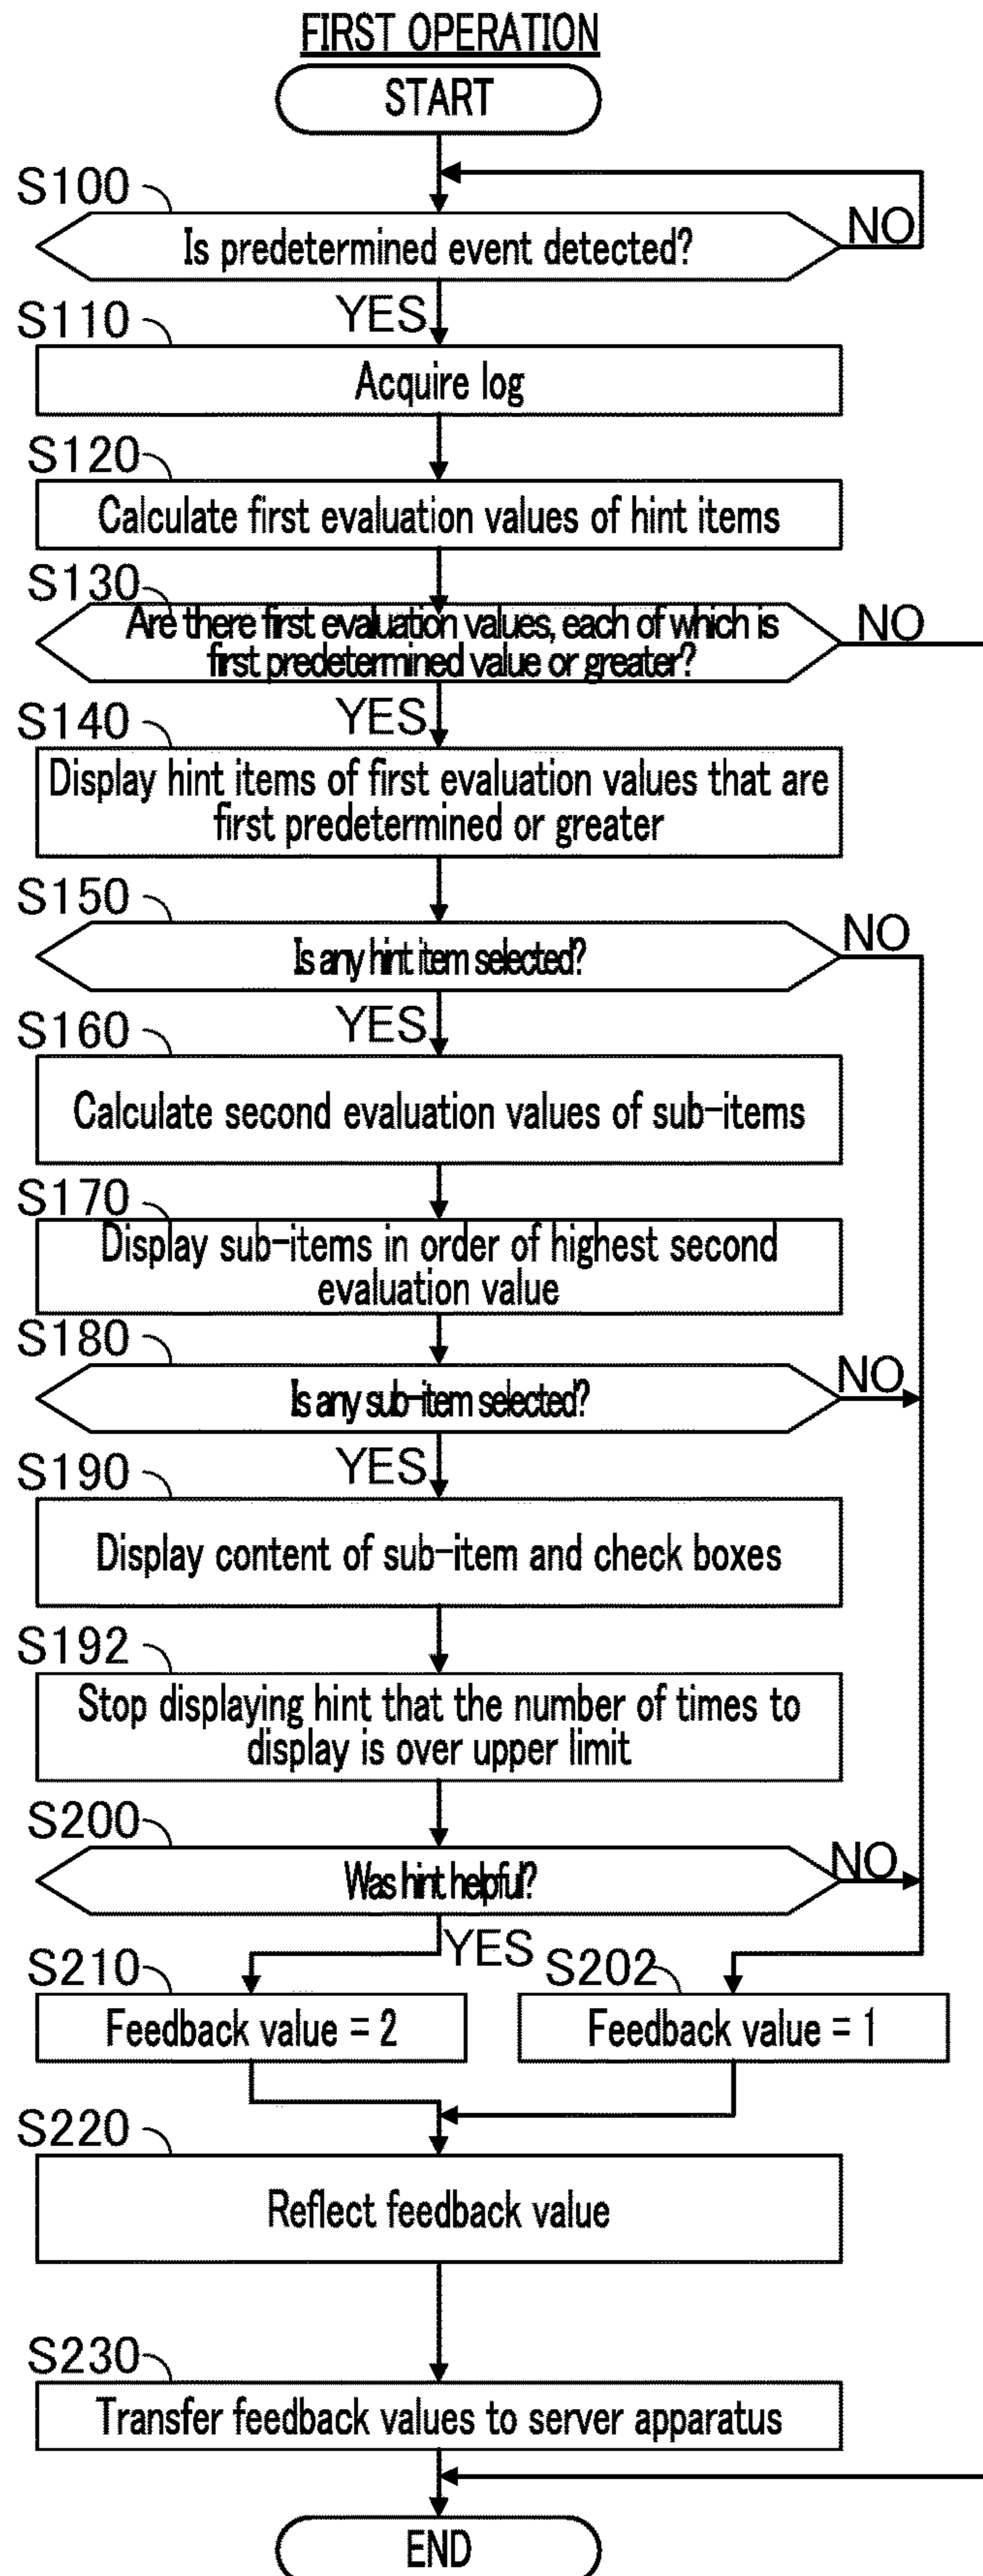 FIRST OPERATION
START
S100
Is predetermined event detected?
NO
YES
S110
Acquire log
S120
Calculate first evaluation values of hint items
S130
Are there first evaluation values, each of which is
first predetermined value or greater?
NO
YES
S140
Display hint items of first evaluation values that are
first predetermined or greater
S150
Is any hint item selected?
NO
YES
S160
Calculate second evaluation values of sub-items
S170
Display sub-items in order of highest second
evaluation value
S180
Is any sub-item selected?
NO
YES
S190
Display content of sub-item and check boxes
S192
Stop displaying hint that the number of times to
display is over upper limit
S200
Was hint helpful?
NO
YES
S210
Feedback value = 2
S202
Feedback value = 1
S220
Reflect feedback value
S230
Transfer feedback values to server apparatus
END